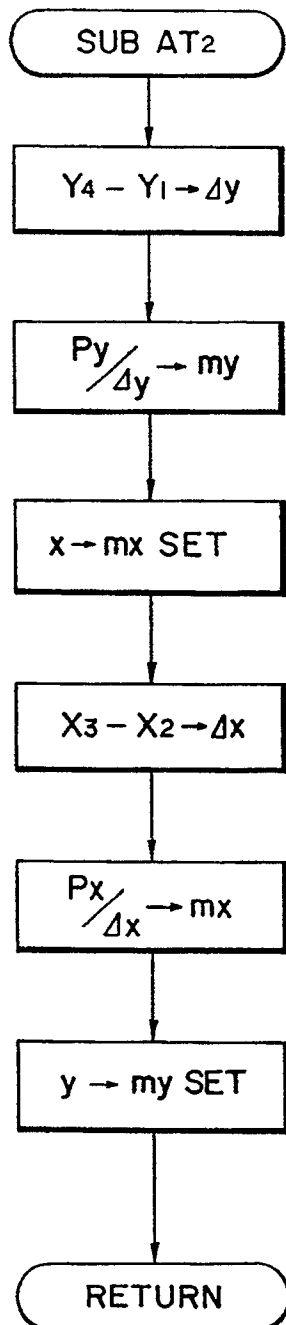 SUB AT2
Y4 – Y1 → Δy
Py/Δy → my
x → mx SET
X3 – X2 → Δx
Px/Δx → mx
y → my SET
RETURN